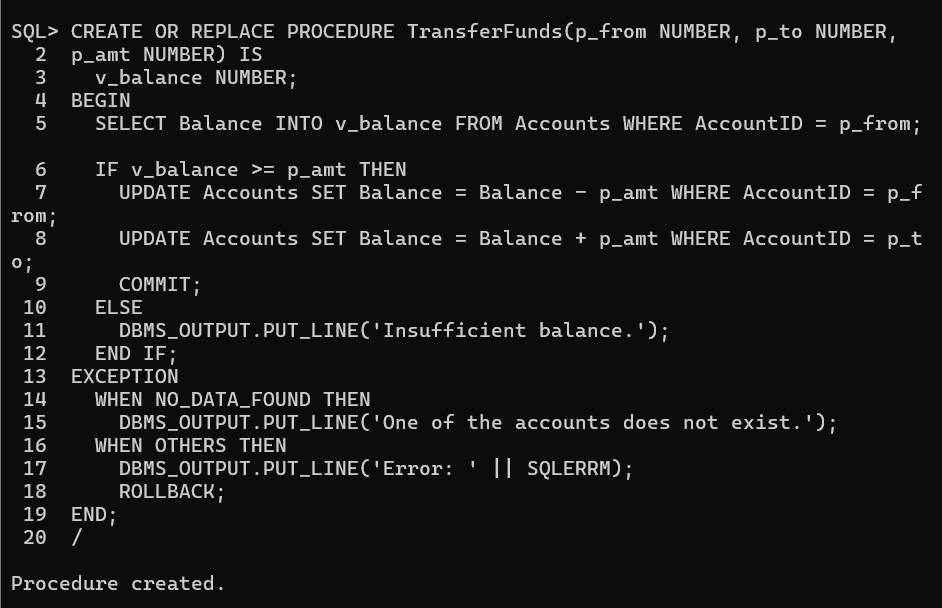 SQL> CREATE OR REPLACE PROCEDURE TransferFunds(p_from NUMBER, p_to NUMBER,
  2  p_amt NUMBER) IS
  3    v_balance NUMBER;
  4  BEGIN
  5    SELECT Balance INTO v_balance FROM Accounts WHERE AccountID = p_from;
  6    IF v_balance >= p_amt THEN
  7      UPDATE Accounts SET Balance = Balance - p_amt WHERE AccountID = p_f
rom;
  8      UPDATE Accounts SET Balance = Balance + p_amt WHERE AccountID = p_t
o;
  9      COMMIT;
 10    ELSE
 11      DBMS_OUTPUT.PUT_LINE('Insufficient balance.');
 12    END IF;
 13  EXCEPTION
 14    WHEN NO_DATA_FOUND THEN
 15      DBMS_OUTPUT.PUT_LINE('One of the accounts does not exist.');
 16    WHEN OTHERS THEN
 17      DBMS_OUTPUT.PUT_LINE('Error: ' || SQLERRM);
 18      ROLLBACK;
 19  END;
 20  /
Procedure created.